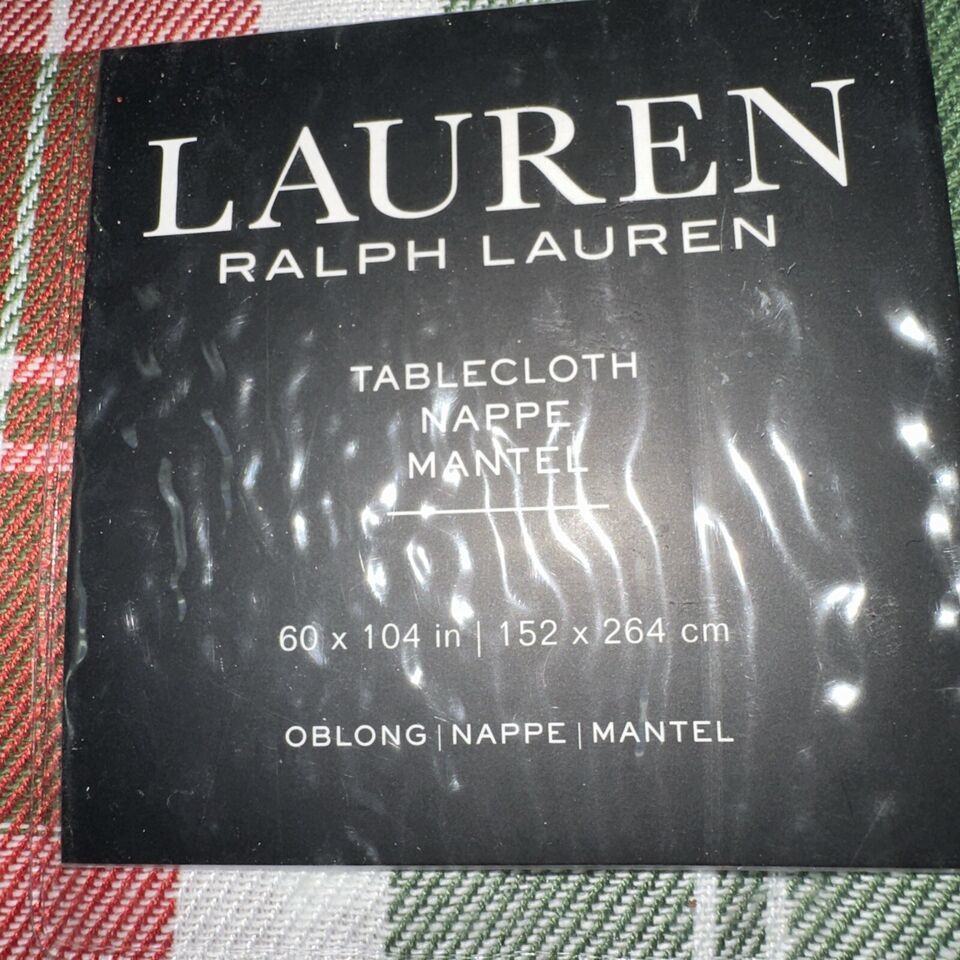 LAUREN
RALPH LAUREN
TABLECLOTH
NAPPE
MANTEL
60 x 104 in | 152 x 264 cm
OBLONG | NAPPE | MANTEL